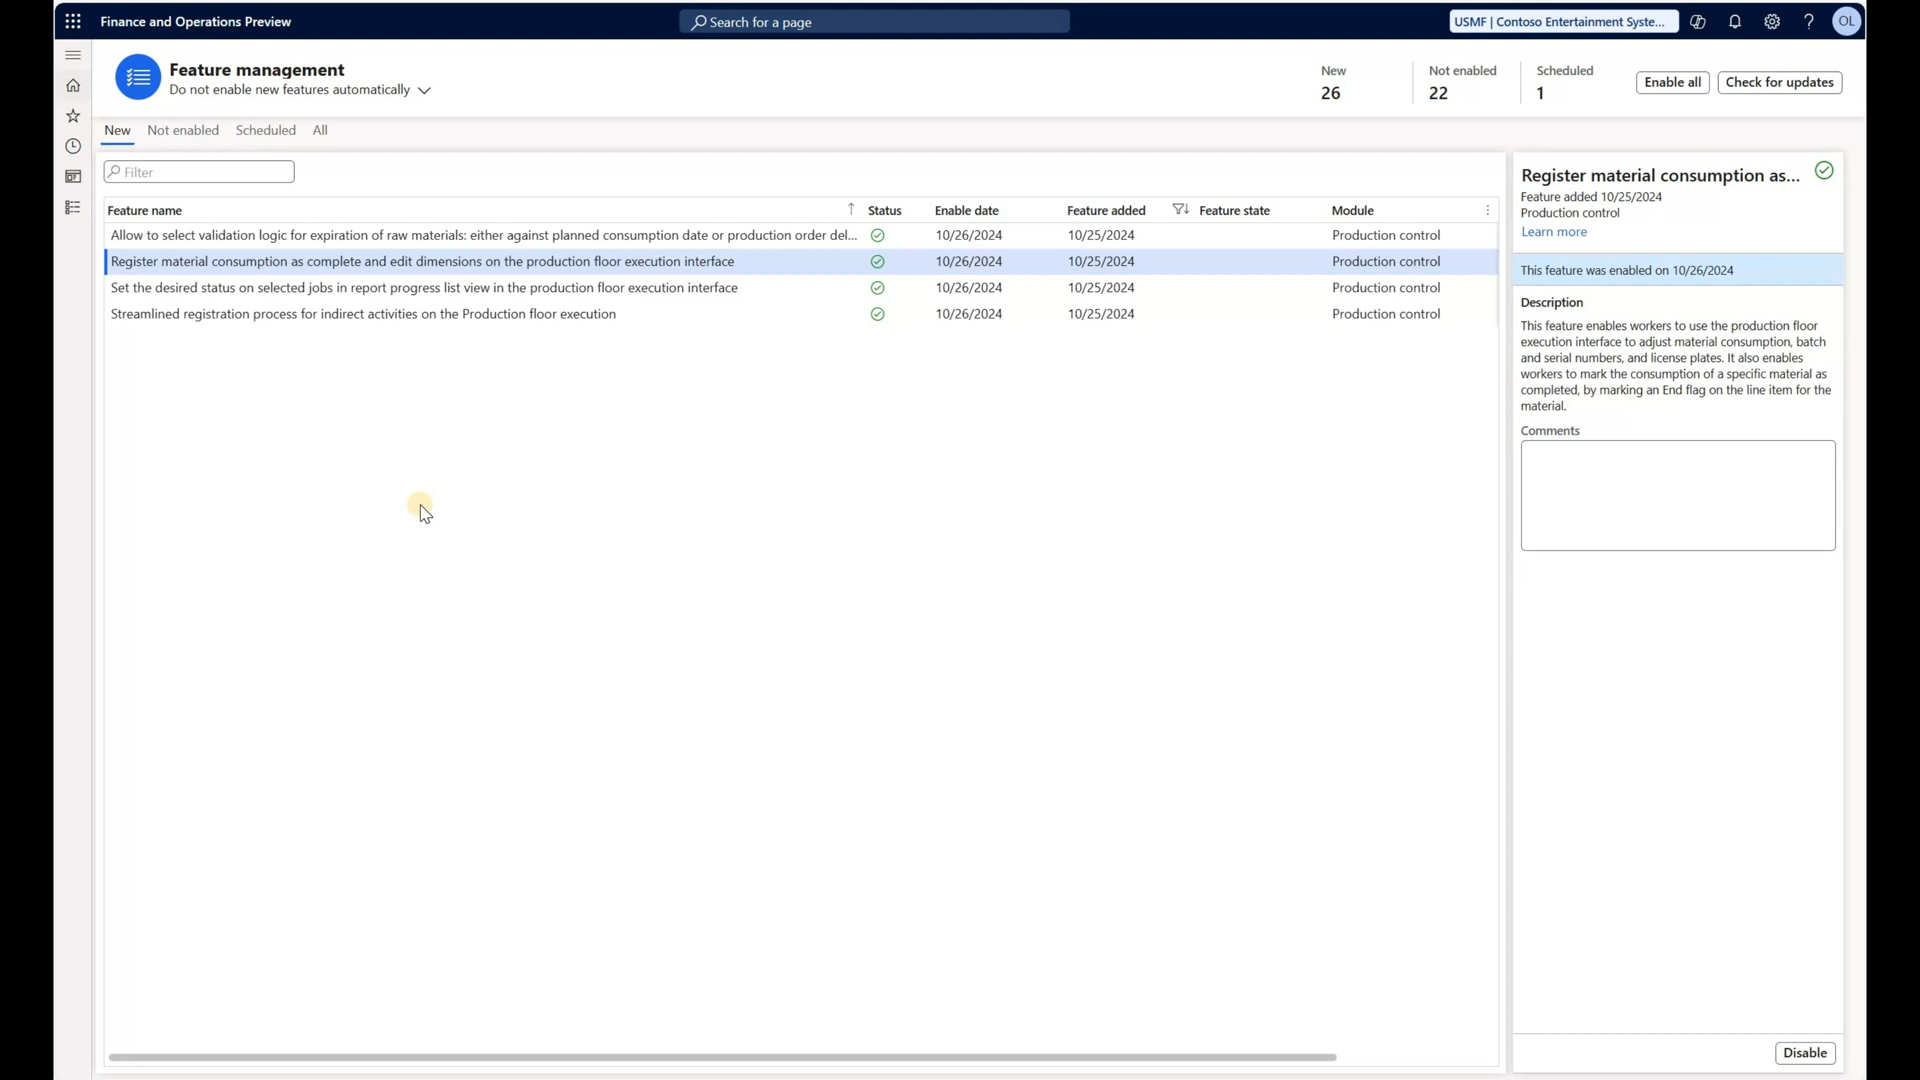 Finance and Operations Preview
Search for a page
USMF | Contoso Entertainment Syste...
?
OL
Feature management
Do not enable new features automatically
New
26
Not enabled
22
Scheduled
1
Enable all
Check for updates
New
Not enabled
Scheduled
All
Filter
Feature name Status Enable date Feature added Feature state Module
Allow to select validation logic for expiration of raw materials: either against planned consumption date or production order del... 10/26/2024 10/25/2024 Production control
Register material consumption as complete and edit dimensions on the production floor execution interface 10/26/2024 10/25/2024 Production control
Set the desired status on selected jobs in report progress list view in the production floor execution interface 10/26/2024 10/25/2024 Production control
Streamlined registration process for indirect activities on the Production floor execution 10/26/2024 10/25/2024 Production control
Register material consumption as...
Feature added 10/25/2024
Production control
Learn more
This feature was enabled on 10/26/2024
Description
This feature enables workers to use the production floor
execution interface to adjust material consumption, batch
and serial numbers, and license plates. It also enables
workers to mark the consumption of a specific material as
completed, by marking an End flag on the line item for the
material.
Comments
Disable